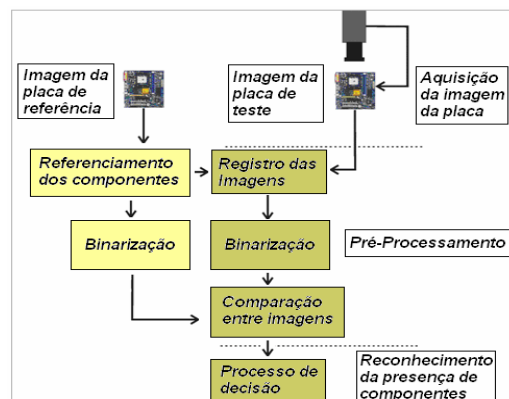 Imagem da
placa de
referência
Imagem da
placa de
teste
Aquisição
da imagem
da placa
Referenciamento
dos componentes
Registro das
Imagens
Binarização
Binarização
Pré-Processamento
Comparação
entre imagens
Processo de
decisão
Reconhecimento
da presença de
componentes